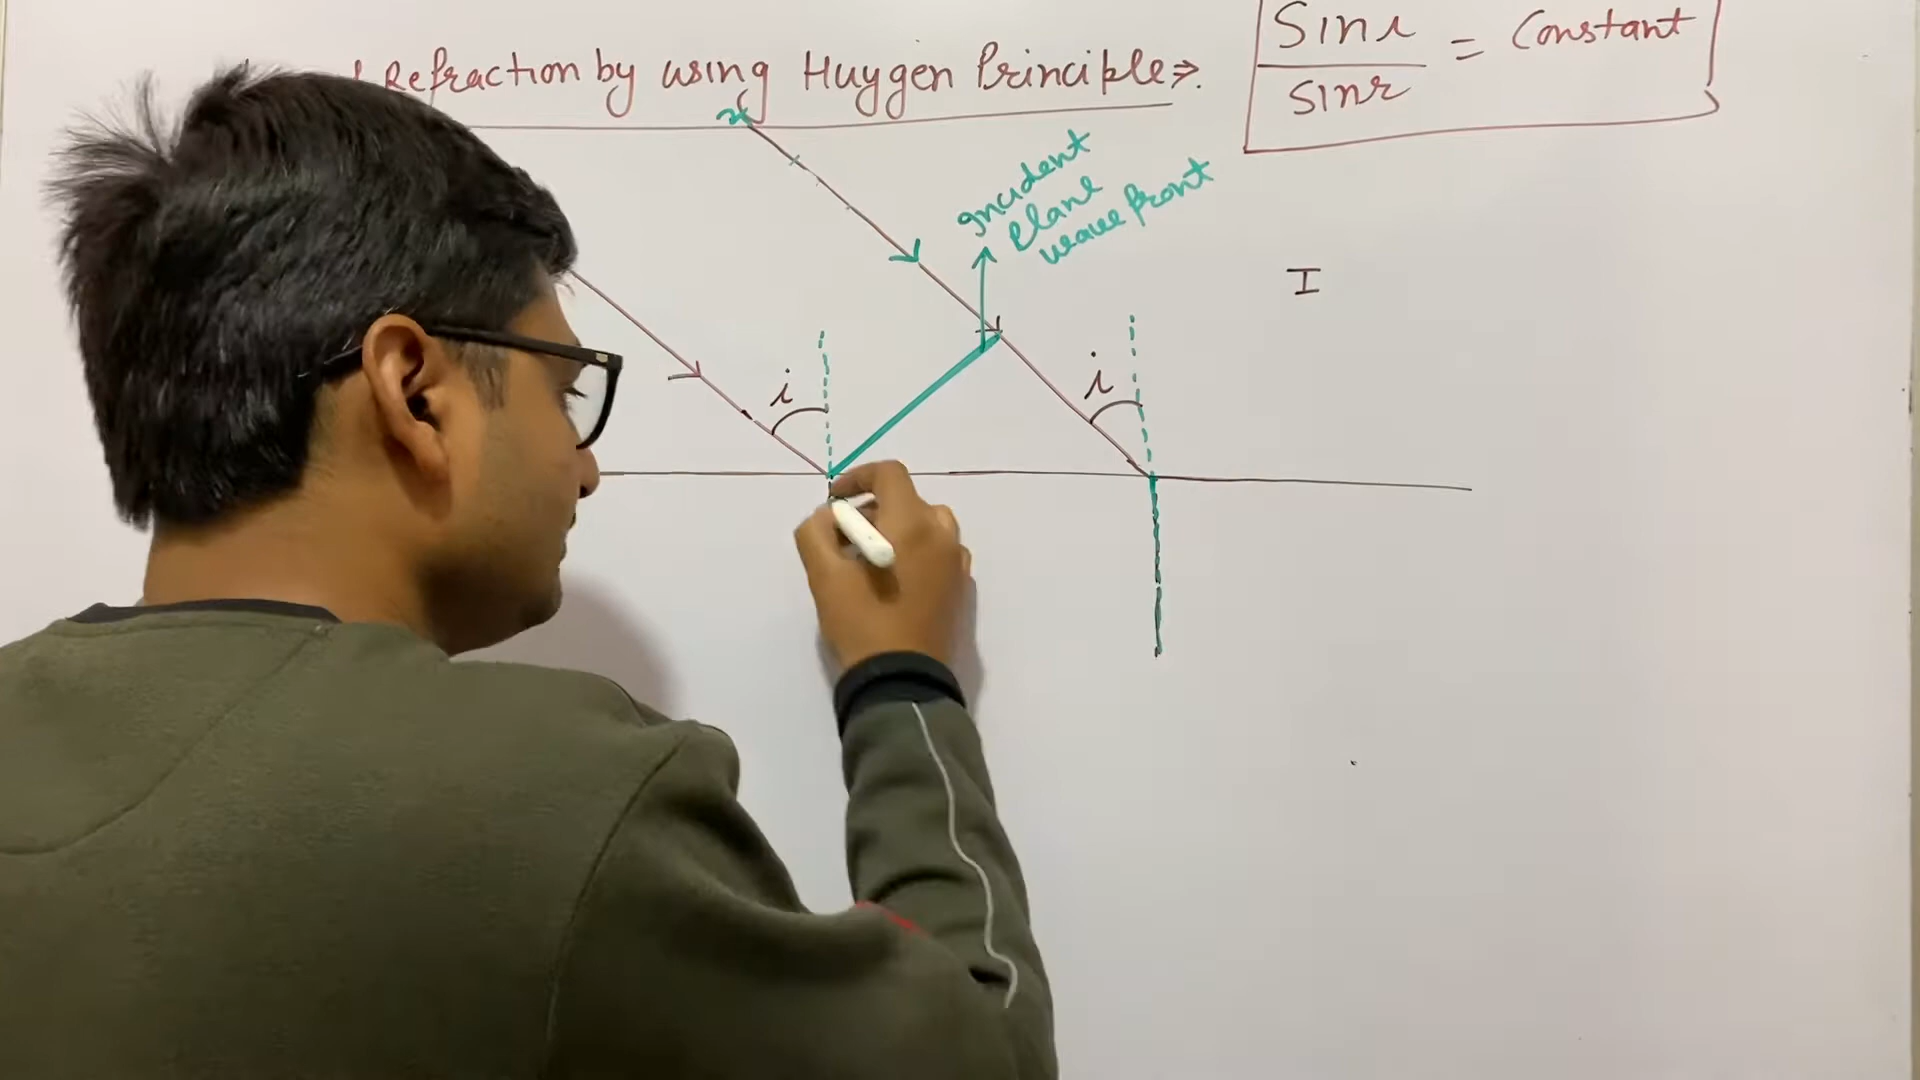 Refraction by using Huygen Principle ⇒.
Sin i
sin r
= Constant
Incident
Plane
wave front
I
i
i